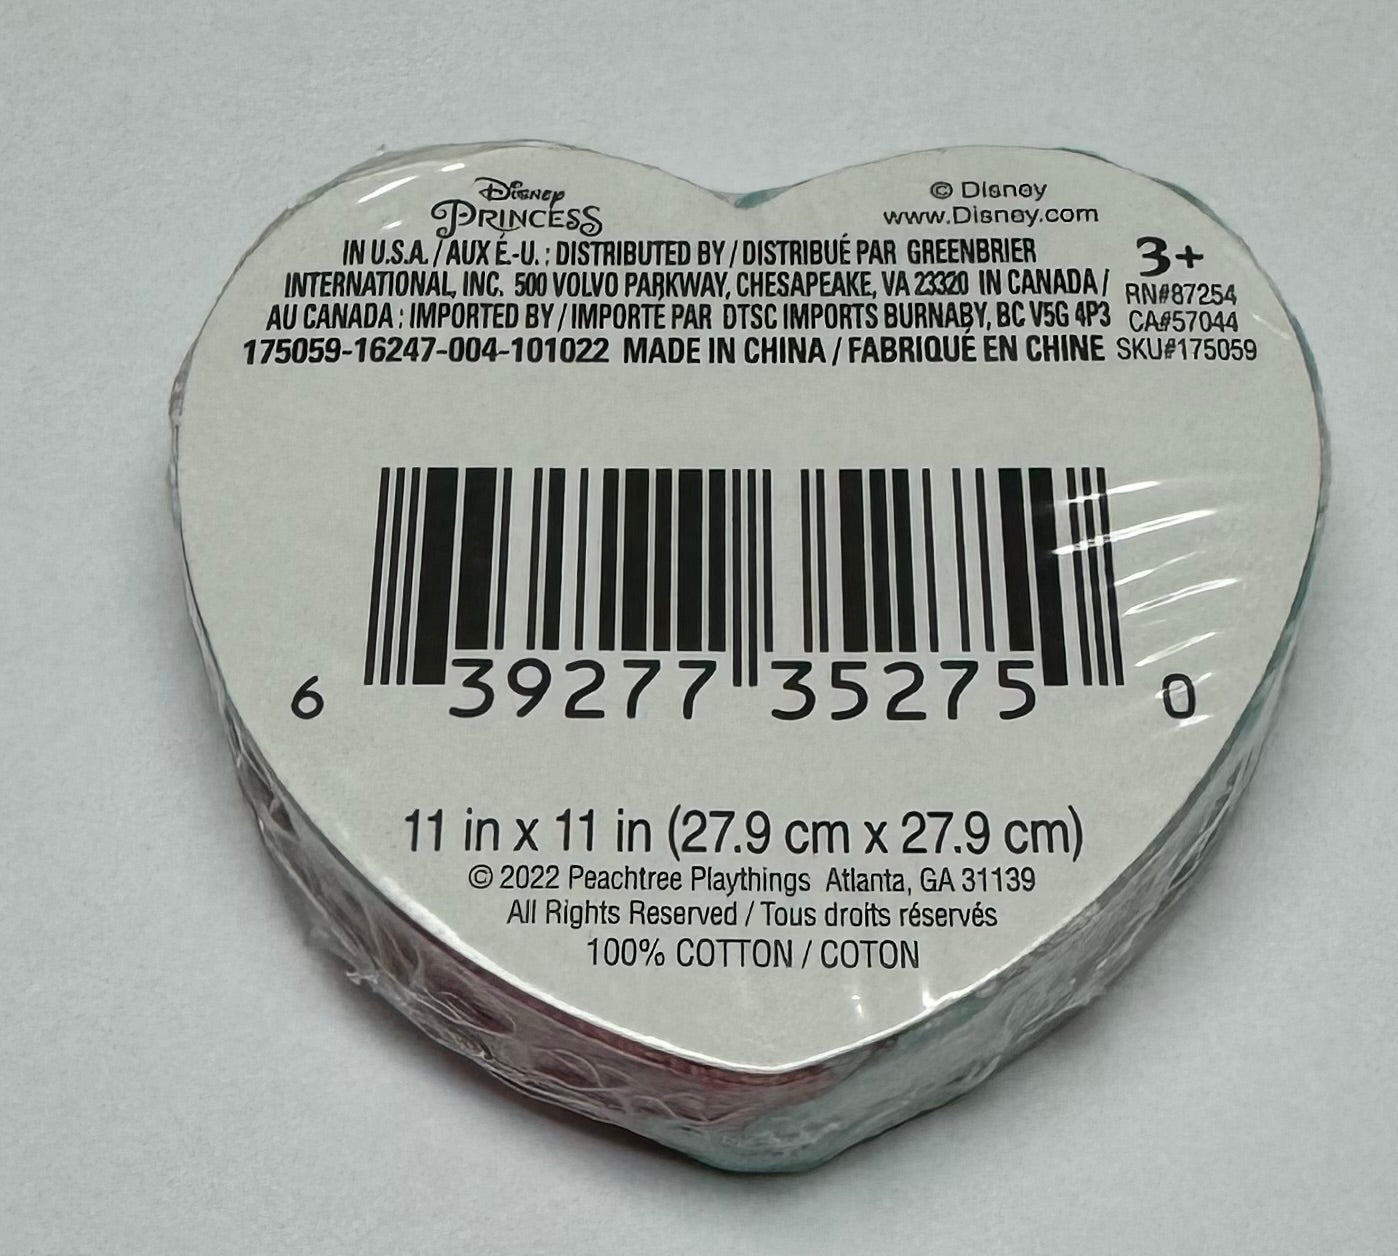 Disney
PRINCESS
© Disney
www.Disney.com
IN U.S.A. / AUX É.-U. : DISTRIBUTED BY / DISTRIBUÉ PAR GREENBRIER
INTERNATIONAL, INC. 500 VOLVO PARKWAY, CHESAPEAKE, VA 23320 IN CANADA /
AU CANADA : IMPORTED BY / IMPORTÉ PAR DTSC IMPORTS BURNABY, BC V5G 4P3
175059-16247-004-101022 MADE IN CHINA / FABRIQUÉ EN CHINE
3+
RN#87254
CA#57044
SKU#175059
6 39277 35275 0
11 in x 11 in (27.9 cm x 27.9 cm)
© 2022 Peachtree Playthings Atlanta, GA 31139
All Rights Reserved / Tous droits réservés
100% COTTON / COTON